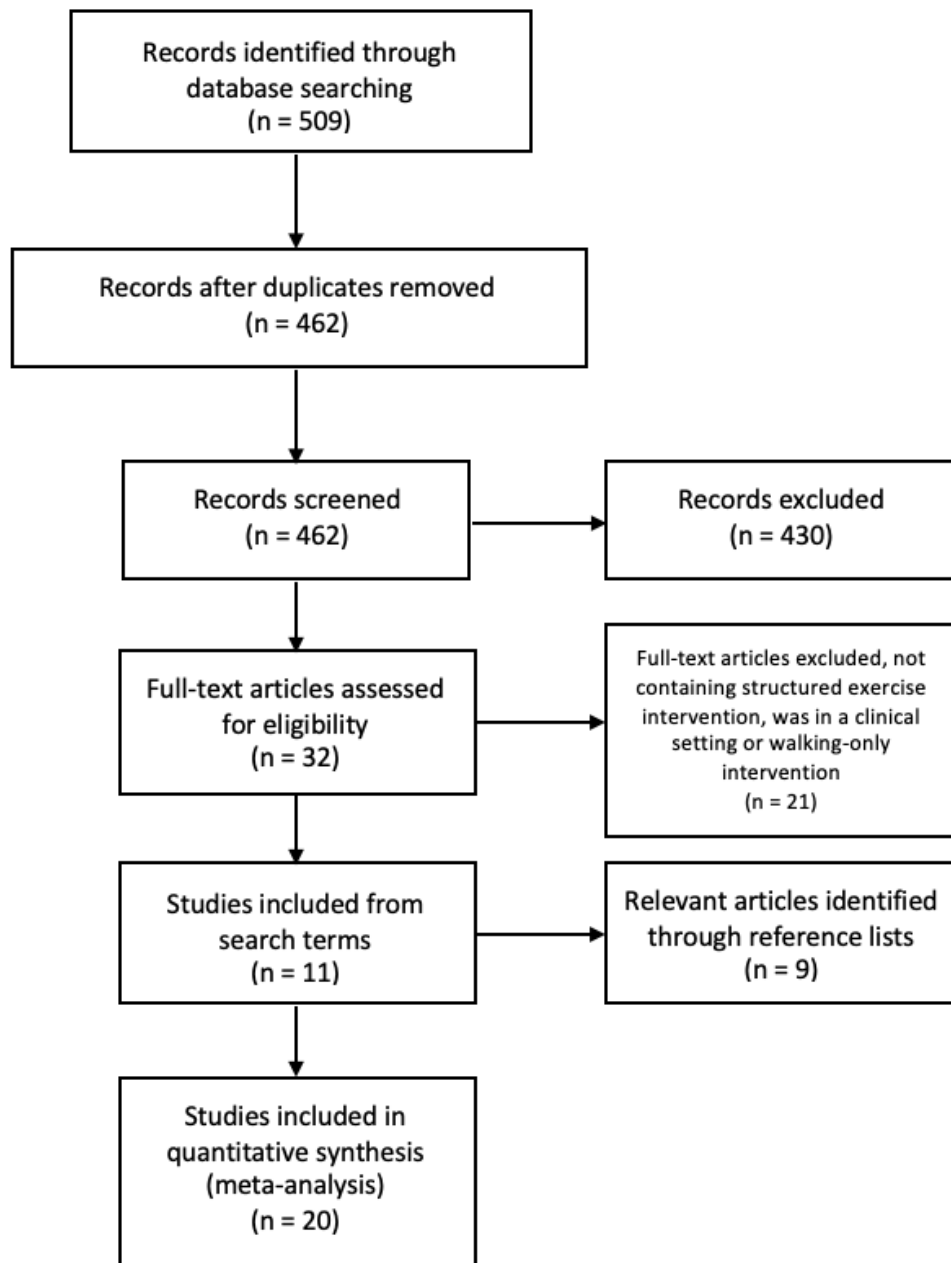 Records identified through
database searching
(n = 509)
Records after duplicates removed
(n = 462)
Records screened
(n = 462)
Records excluded
(n = 430)
Full-text articles assessed
for eligibility
(n = 32)
Full-text articles excluded, not
containing structured exercise
intervention, was in a clinical
setting or walking-only
intervention
(n = 21)
Studies included from
search terms
(n = 11)
Relevant articles identified
through reference lists
(n = 9)
Studies included in
quantitative synthesis
(meta-analysis)
(n = 20)